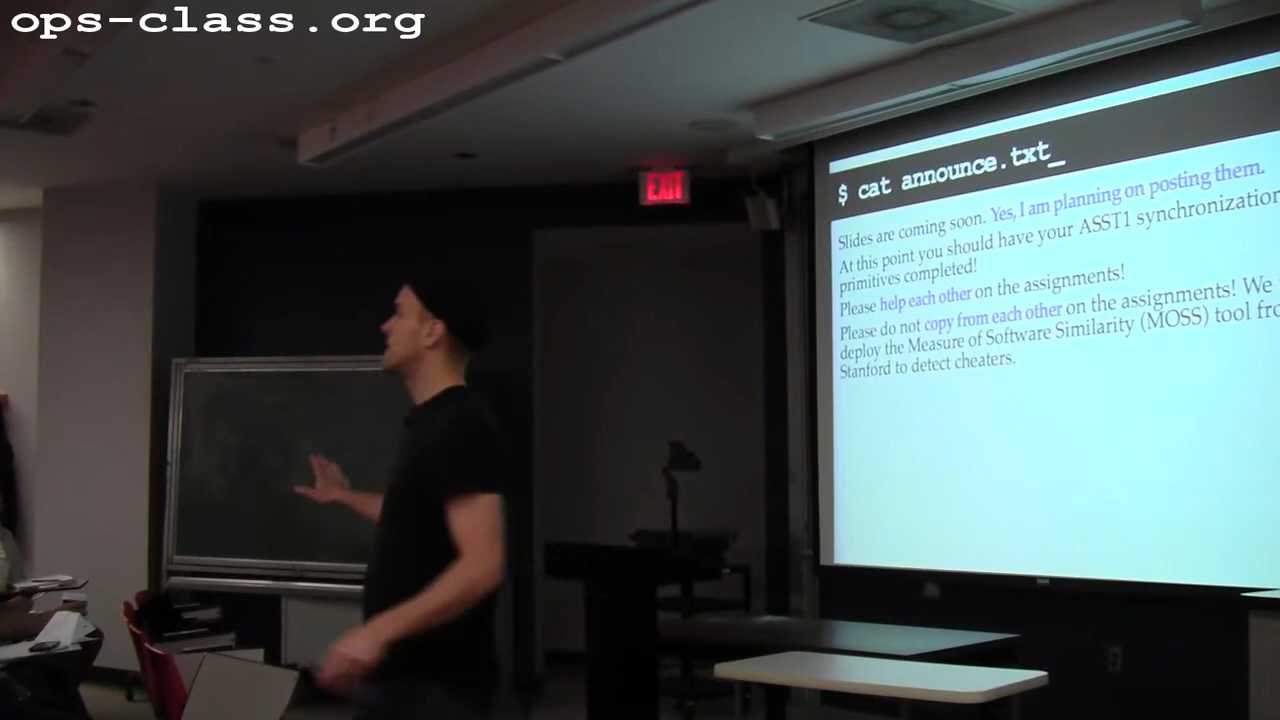 ops-class.org
EXIT
$ cat announce.txt_
Slides are coming soon. Yes, I am planning on posting them.
At this point you should have your ASST1 synchronization
primitives completed!
Please help each other on the assignments!
Please do not copy from each other on the assignments! We
deploy the Measure of Software Similarity (MOSS) tool
Stanford to detect cheaters.